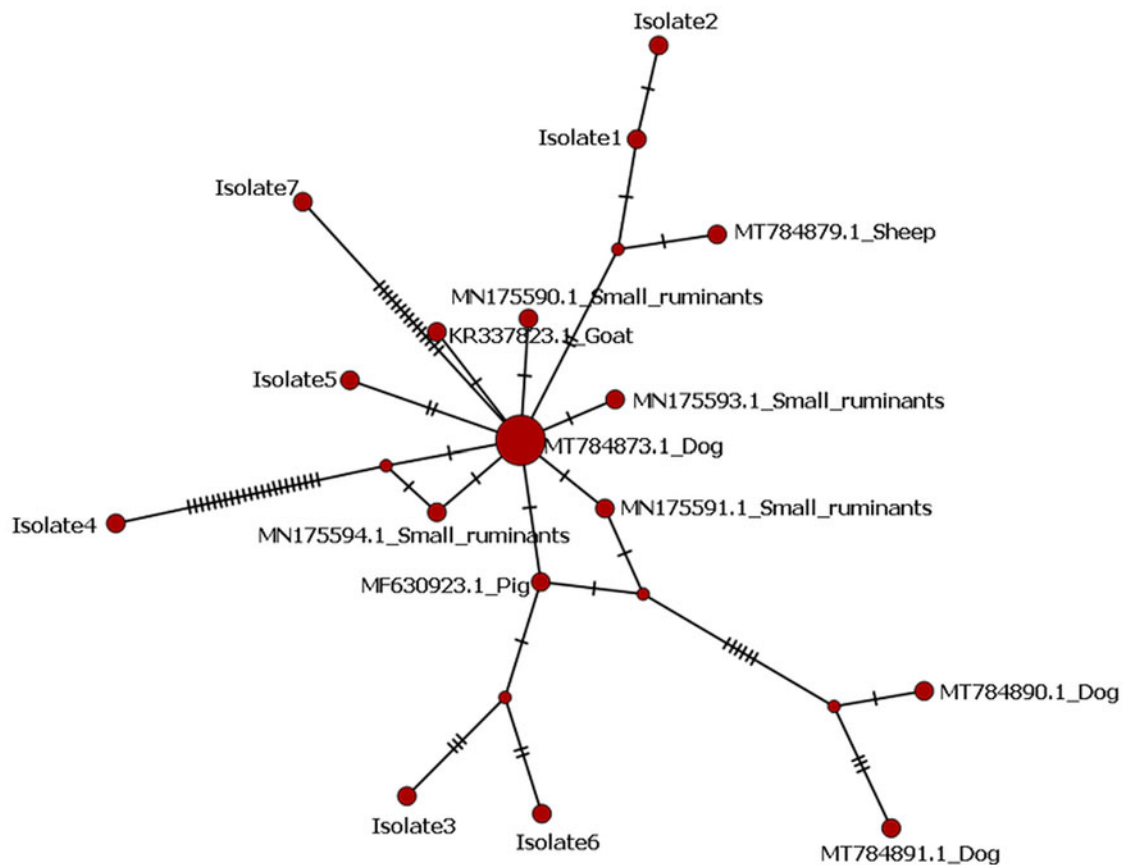 Isolate2
Isolate1
Isolate7
MT784879.1_Sheep
MN175590.1_Small_ruminants
KR337823.1_Goat
Isolate5
MN175593.1_Small_ruminants
MT784873.1_Dog
MN175591.1_Small_ruminants
Isolate4
MN175594.1_Small_ruminants
MF630923.1_Pig
MT784890.1_Dog
Isolate3
Isolate6
MT784891.1_Dog